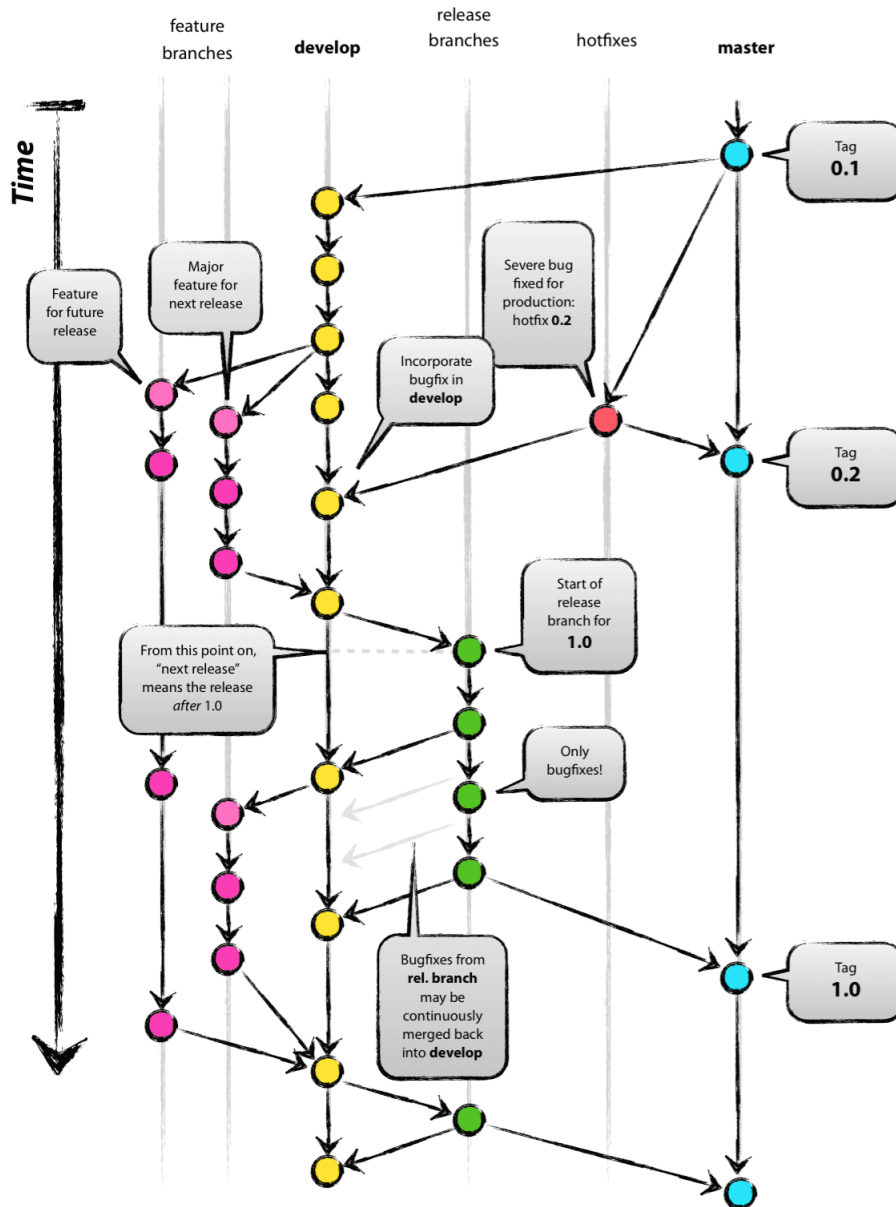 feature
branches
develop
release
branches
hotfixes
master
Time
Tag
0.1
Major
feature for
next release
Feature
for future
release
Severe bug
fixed for
production:
hotfix 0.2
Incorporate
bugfix in
develop
Tag
0.2
Start of
release
branch for
1.0
From this point on,
“next release”
means the release
after 1.0
Only
bugfixes!
Bugfixes from
rel. branch
may be
continuously
merged back
into develop
Tag
1.0